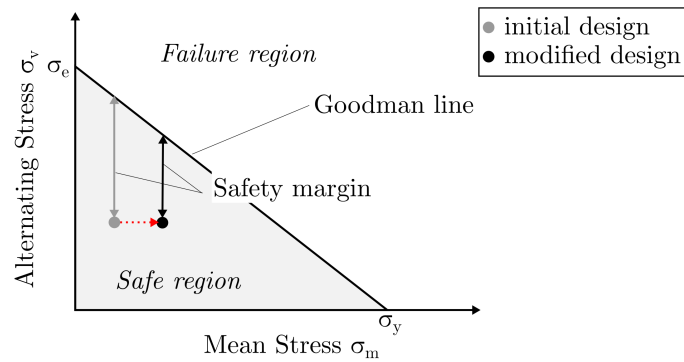 initial design
modified design
Failure region
σe
Alternating Stress σv
Goodman line
Safety margin
Safe region
σy
Mean Stress σm